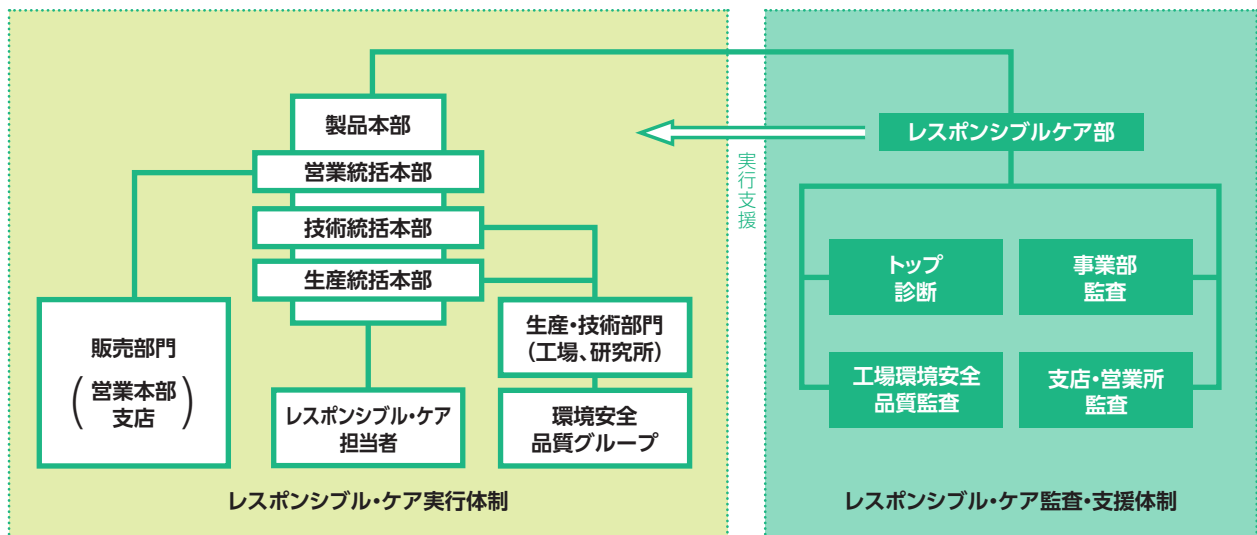 製品本部
営業統括本部
技術統括本部
生産統括本部
販売部門
(営業本部
支店)
生産・技術部門
(工場、研究所)
レスポンシブル・ケア
担当者
環境安全
品質グループ
レスポンシブル・ケア実行体制
実行支援
レスポンシブルケア部
トップ
診断
事業部
監査
工場環境安全
品質監査
支店・営業所
監査
レスポンシブル・ケア監査・支援体制